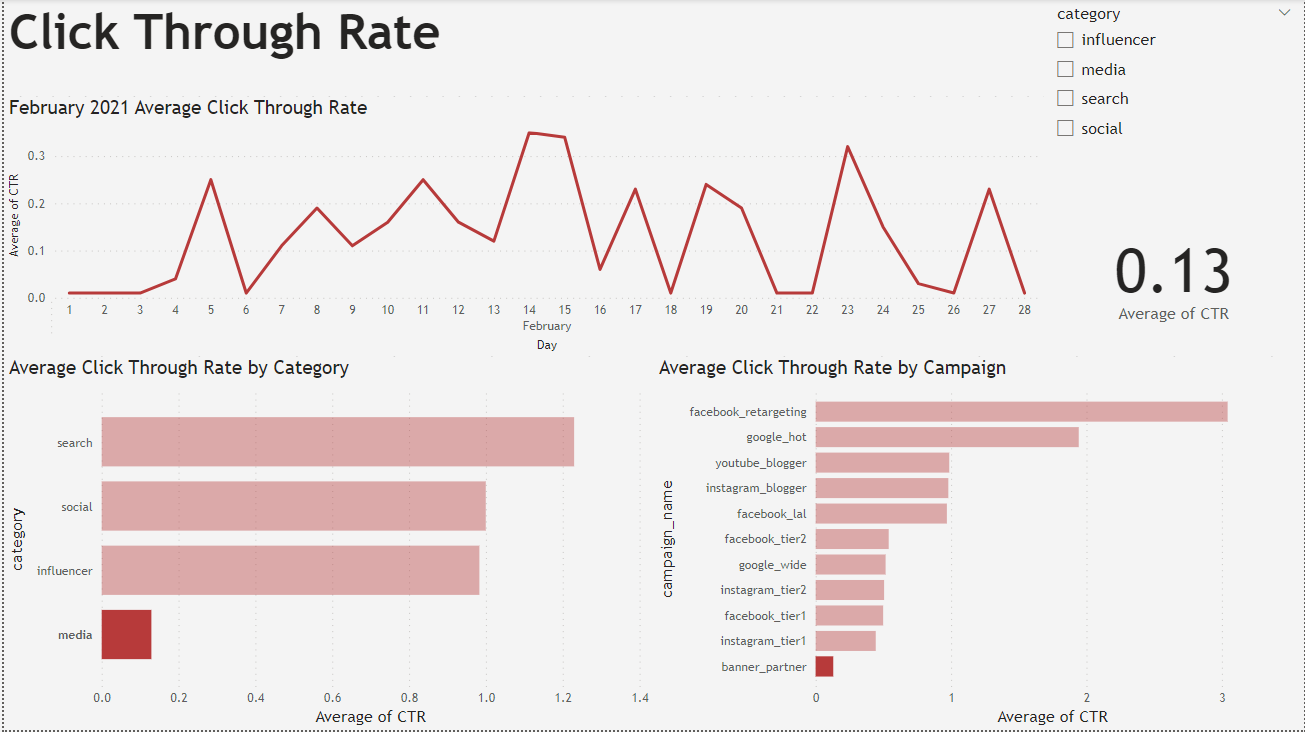 Click Through Rate
category
influencer
media
search
social
February 2021 Average Click Through Rate
Average of CTR
0.3
0.2
0.1
0.0
1 2 3 4 5 6 7 8 9 10 11 12 13 14 15 16 17 18 19 20 21 22 23 24 25 26 27 28
February
Day
0.13
Average of CTR
Average Click Through Rate by Category
category
search
social
influencer
media
0.0 0.2 0.4 0.6 0.8 1.0 1.2 1.4
Average of CTR
Average Click Through Rate by Campaign
campaign_name
facebook_retargeting
google_hot
youtube_blogger
instagram_blogger
facebook_lal
facebook_tier2
google_wide
instagram_tier2
facebook_tier1
instagram_tier1
banner_partner
0 1 2 3
Average of CTR